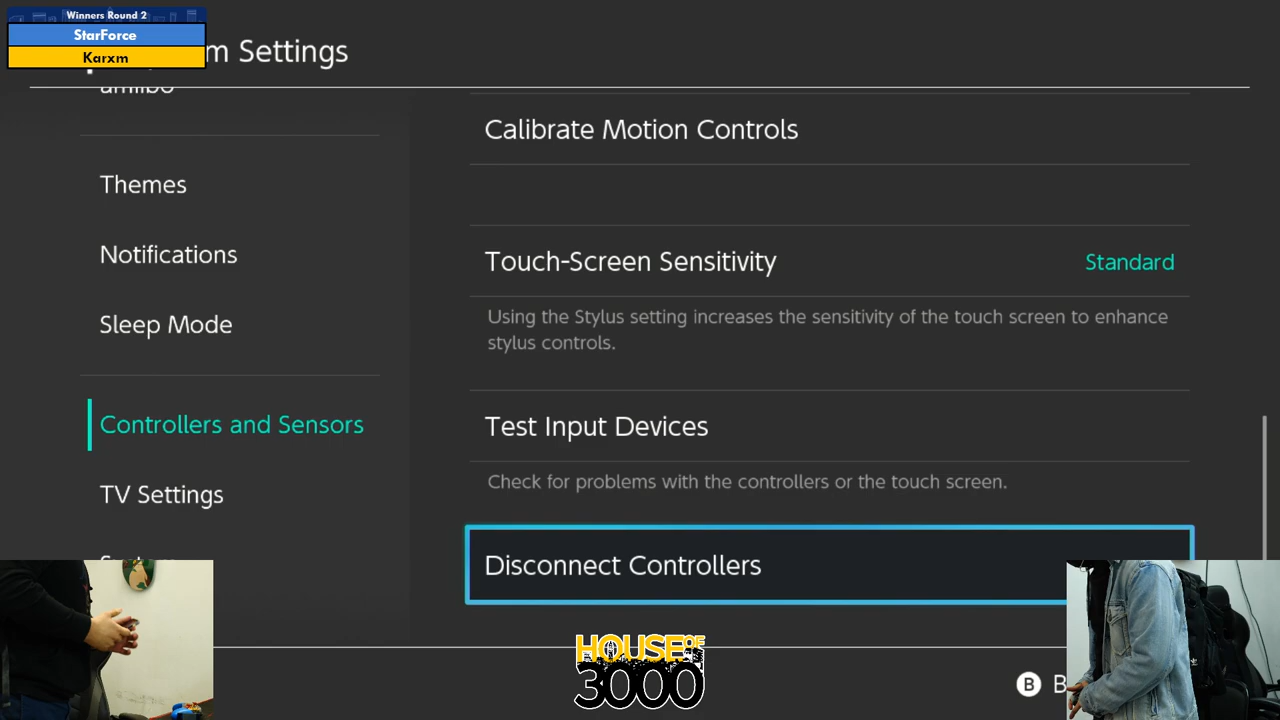 Winners Round 2
StarForce
Karxm
m Settings
amiibo
Themes
Notifications
Sleep Mode
Controllers and Sensors
TV Settings
Calibrate Motion Controls
Touch-Screen Sensitivity Standard
Using the Stylus setting increases the sensitivity of the touch screen to enhance
stylus controls.
Test Input Devices
Check for problems with the controllers or the touch screen.
Disconnect Controllers
HOUSE OF
3000
B B